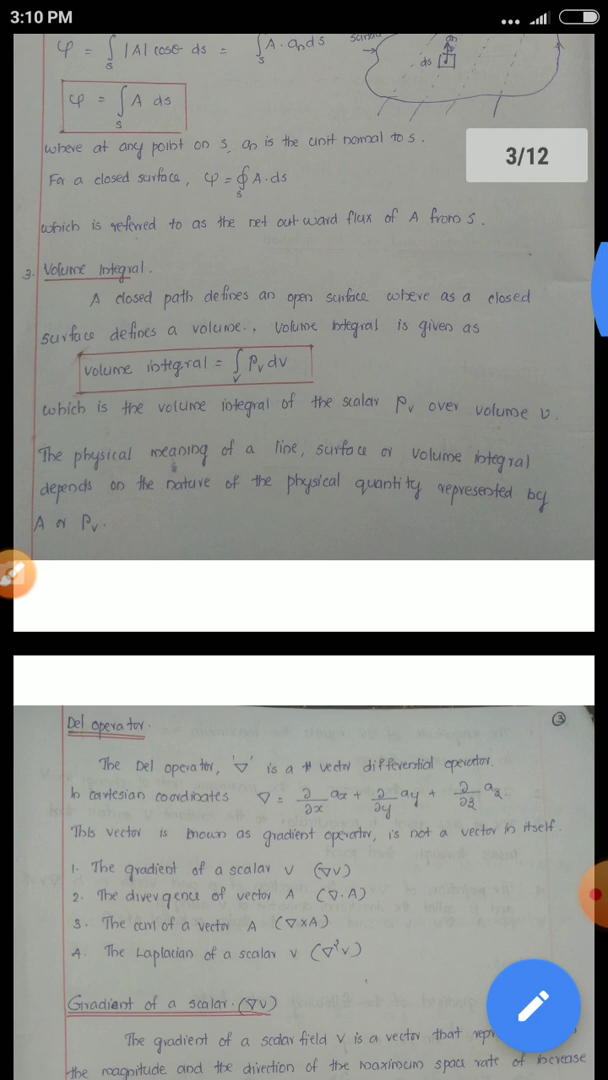 3:10 PM
φ = ∫ₛ |A| cosθ ds = ∫ₛ A · aₙ ds
an
ds
φ = ∫ₛ A ds
3/12
where at any point on s, an is the unit normal to s.
For a closed surface, φ = ∮ₛ A·ds
which is referred to as the net outward flux of A from s.
3. Volume Integral.
A closed path defines an open surface where as a closed
surface defines a volume., Volume integral is given as
volume integral = ∫ᵥ ρᵥ dv
which is the volume integral of the scalar ρᵥ over volume v.
The physical meaning of a line, surface or volume integral
depends on the nature of the physical quantity represented by
A or ρᵥ.
③
Del operator.
The Del operator, '∇' is a vector differential operator.
In cartesian coordinates ∇ = ∂/∂x ax + ∂/∂y ay + ∂/∂z az
This vector is known as gradient operator, is not a vector in itself.
1. The gradient of a scalar V (∇V)
2. The divergence of vector A (∇.A)
3. The curl of a vector A (∇×A)
4. The Laplacian of a scalar V (∇²V)
Gradient of a scalar. (∇V)
The gradient of a scalar field V is a vector that repr
the magnitude and the direction of the maximum space rate of increase